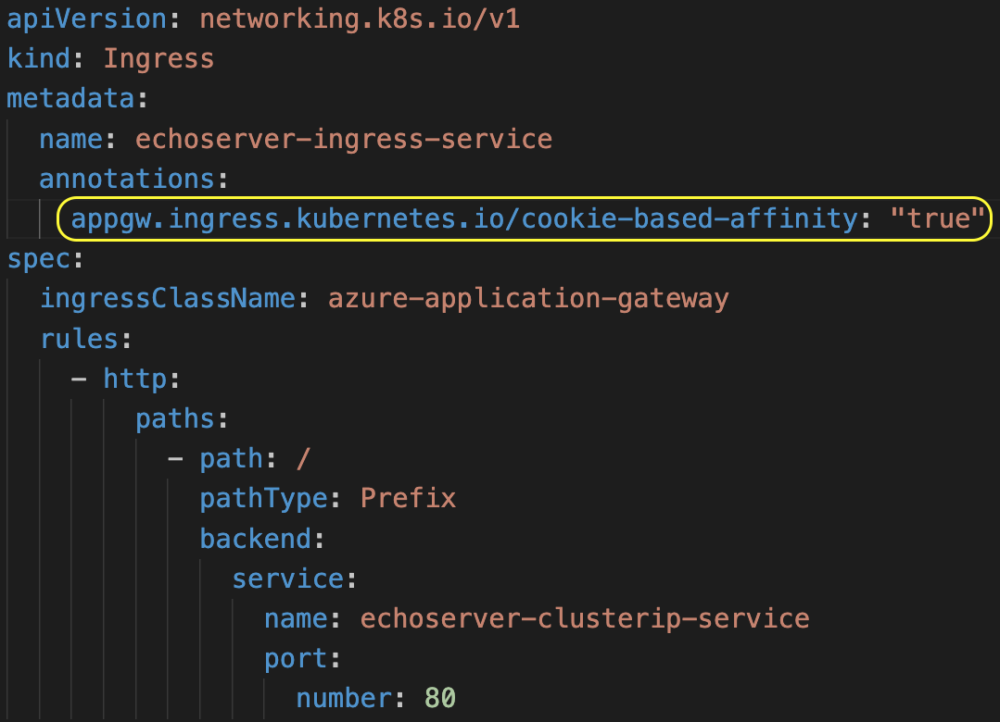 apiVersion: networking.k8s.io/v1
kind: Ingress
metadata:
  name: echoserver-ingress-service
  annotations:
    appgw.ingress.kubernetes.io/cookie-based-affinity: "true"
spec:
  ingressClassName: azure-application-gateway
  rules:
    - http:
        paths:
          - path: /
            pathType: Prefix
            backend:
              service:
                name: echoserver-clusterip-service
                port:
                  number: 80